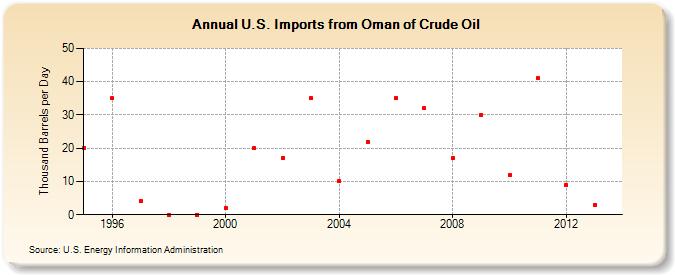 Annual U.S. Imports from Oman of Crude Oil
Thousand Barrels per Day
50
40
30
20
10
0
1996 2000 2004 2008 2012
Source: U.S. Energy Information Administration